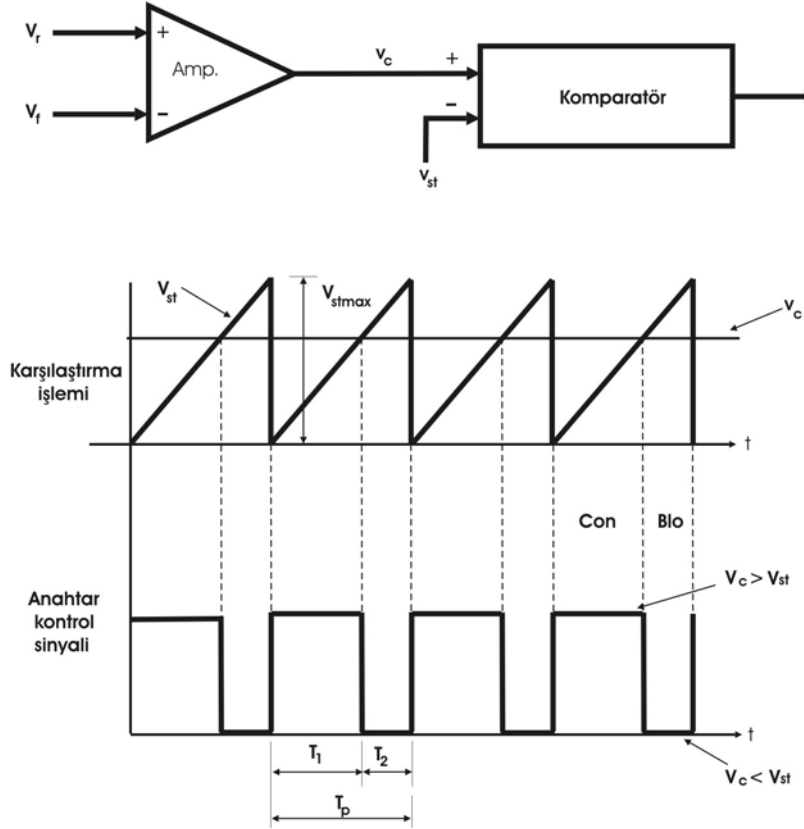 V_r
+
Amp.
V_f
−
v_c
+
−
v_st
Komparatör
V_st
V_stmax
v_c
Karşılaştırma
işlemi
t
Con
Blo
V_c > V_st
Anahtar
kontrol
sinyali
t
T_1
T_2
V_c < V_st
T_p